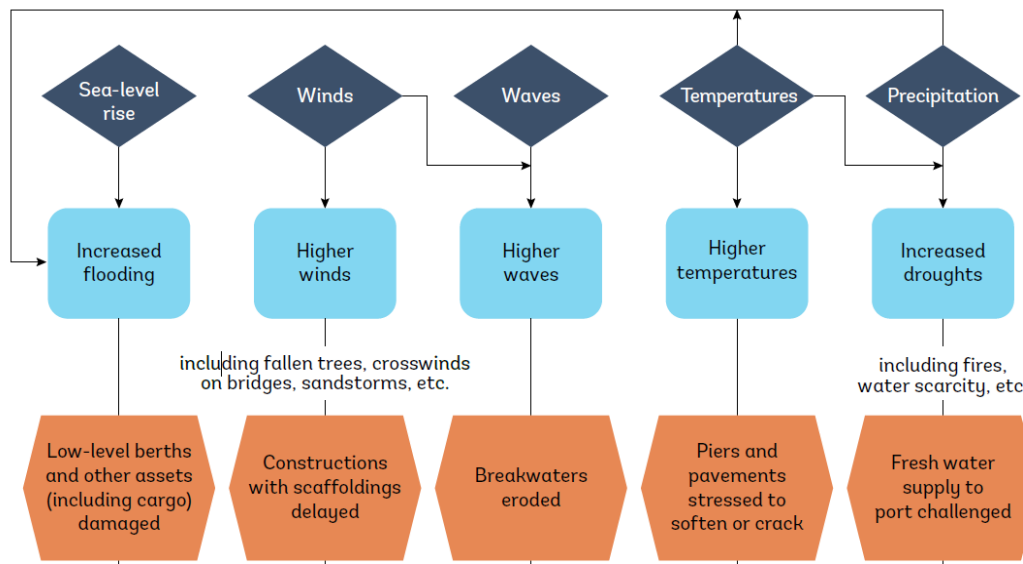 Sea-level
rise
Winds
Waves
Temperatures
Precipitation
Increased
flooding
Higher
winds
Higher
waves
Higher
temperatures
Increased
droughts
including fallen trees, crosswinds
on bridges, sandstorms, etc.
including fires,
water scarcity, etc
Low-level berths
and other assets
(including cargo)
damaged
Constructions
with scaffoldings
delayed
Breakwaters
eroded
Piers and
pavements
stressed to
soften or crack
Fresh water
supply to
port challenged